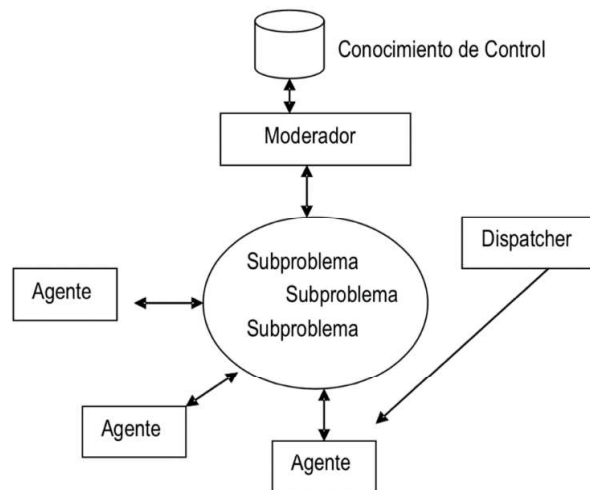 Conocimiento de Control
Moderador
Dispatcher
Subproblema
Subproblema
Subproblema
Agente
Agente
Agente